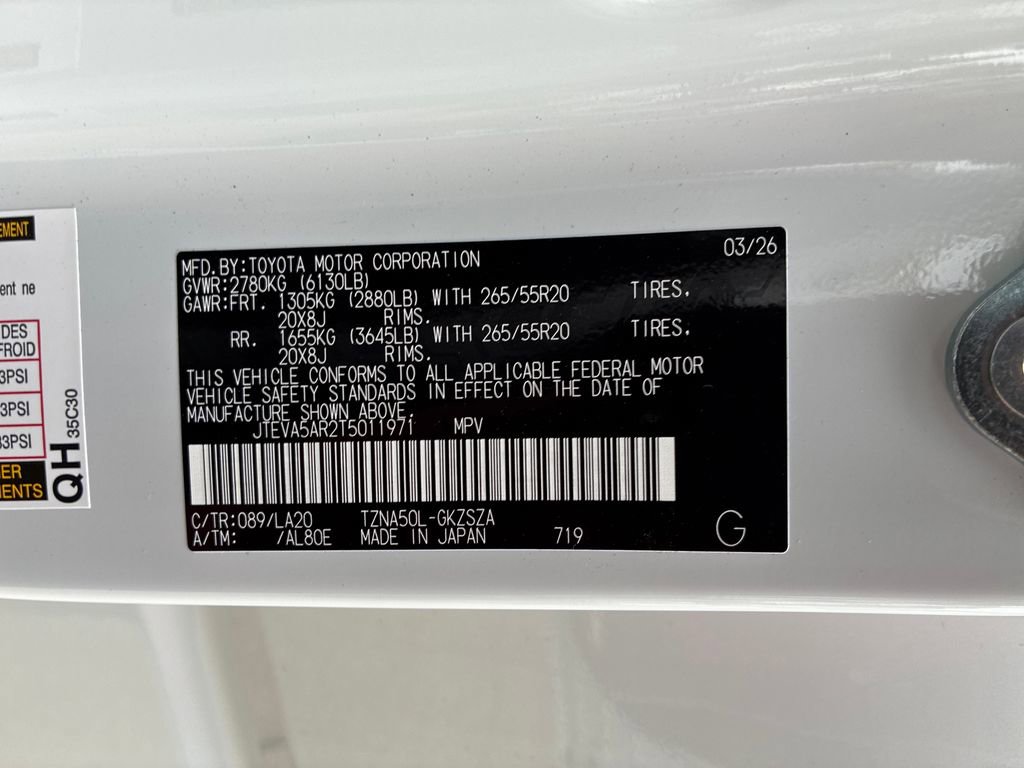 EMENT
ent ne
DES
FROID
3PSI
3PSI
33PSI
ER
MENTS
QH
35C30
MFD.BY:TOYOTA MOTOR CORPORATION 03/26
GVWR:2780KG (6130LB)
GAWR:FRT. 1305KG (2880LB) WITH 265/55R20 TIRES.
20X8J RIMS.
RR. 1655KG (3645LB) WITH 265/55R20 TIRES.
20X8J RIMS.
THIS VEHICLE CONFORMS TO ALL APPLICABLE FEDERAL MOTOR
VEHICLE SAFETY STANDARDS IN EFFECT ON THE DATE OF
MANUFACTURE SHOWN ABOVE.
JTEVA5AR2T5011971 MPV
C/TR:089/LA20 TZNA50L-GKZSZA
A/TM: /AL80E MADE IN JAPAN 719 G